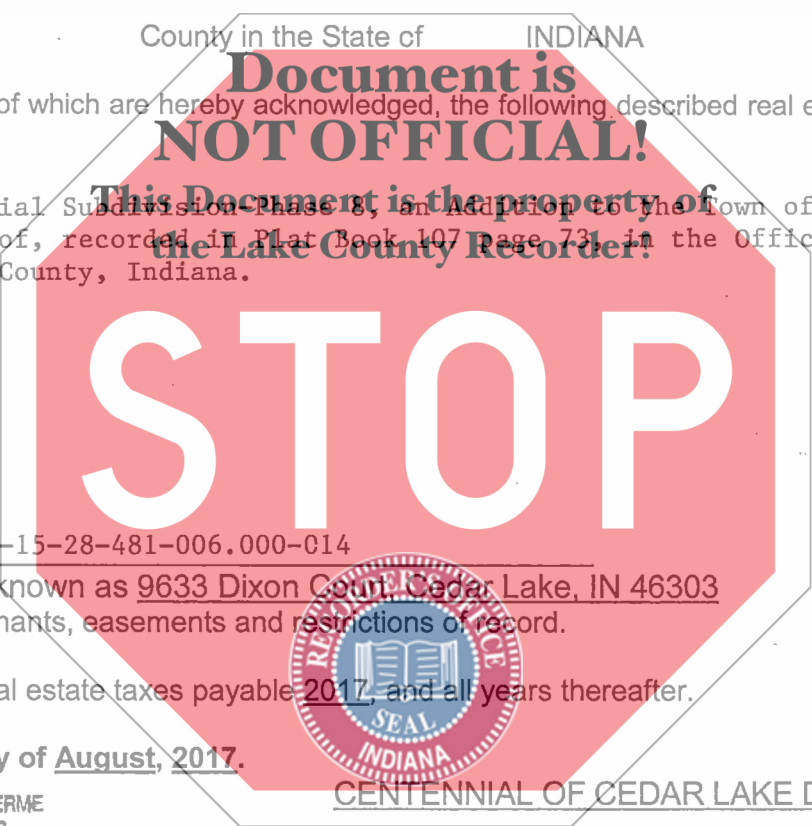 County in the State of INDIANA
Document is
of which are hereby acknowledged, the following described real e
NOT OFFICIAL!
This Document is the property of
ial Subdivision-Phase 8, an Addition to the Town of
of, recorded in Plat Book 107 page 73, in the Offic
the Lake County Recorder!
County, Indiana.
STOP
-15-28-481-006.000-014
known as 9633 Dixon Court, Cedar Lake, IN 46303
nants, easements and restrictions of record.
RECORDER'S OFFICE
al estate taxes payable 2017, and all years thereafter.
SEAL
INDIANA
y of August, 2017.
ERME
CENTENNIAL OF CEDAR LAKE D